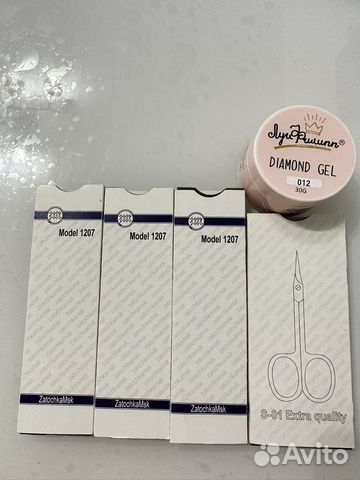 Луи Филипп®
DIAMOND GEL
012
30G
Model 1207
Model 1207
Model 1207
ZatochkaMsk
ZatochkaMsk
ZatochkaMsk
S-01 Extra quality
Avito